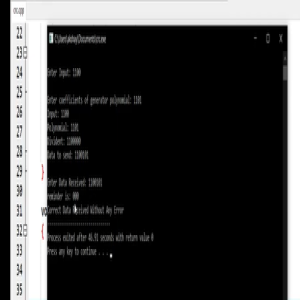 crc.cpp
C:\Users\akshay\Documents\crc.exe
22
23
24
25
26
27
28
29
30
31
32
33
34
35
Enter Input: 1100
Enter coefficients of generator polynomial: 1101
Input: 1100
Polynomial: 1101
Dividend: 1100000
Data to send: 1100101
}
Enter Data Received: 1100101
reminder is: 000
vo
Correct Data Received Without Any Error
{
Process exited after 46.91 seconds with return value 0
Press any key to continue . . .